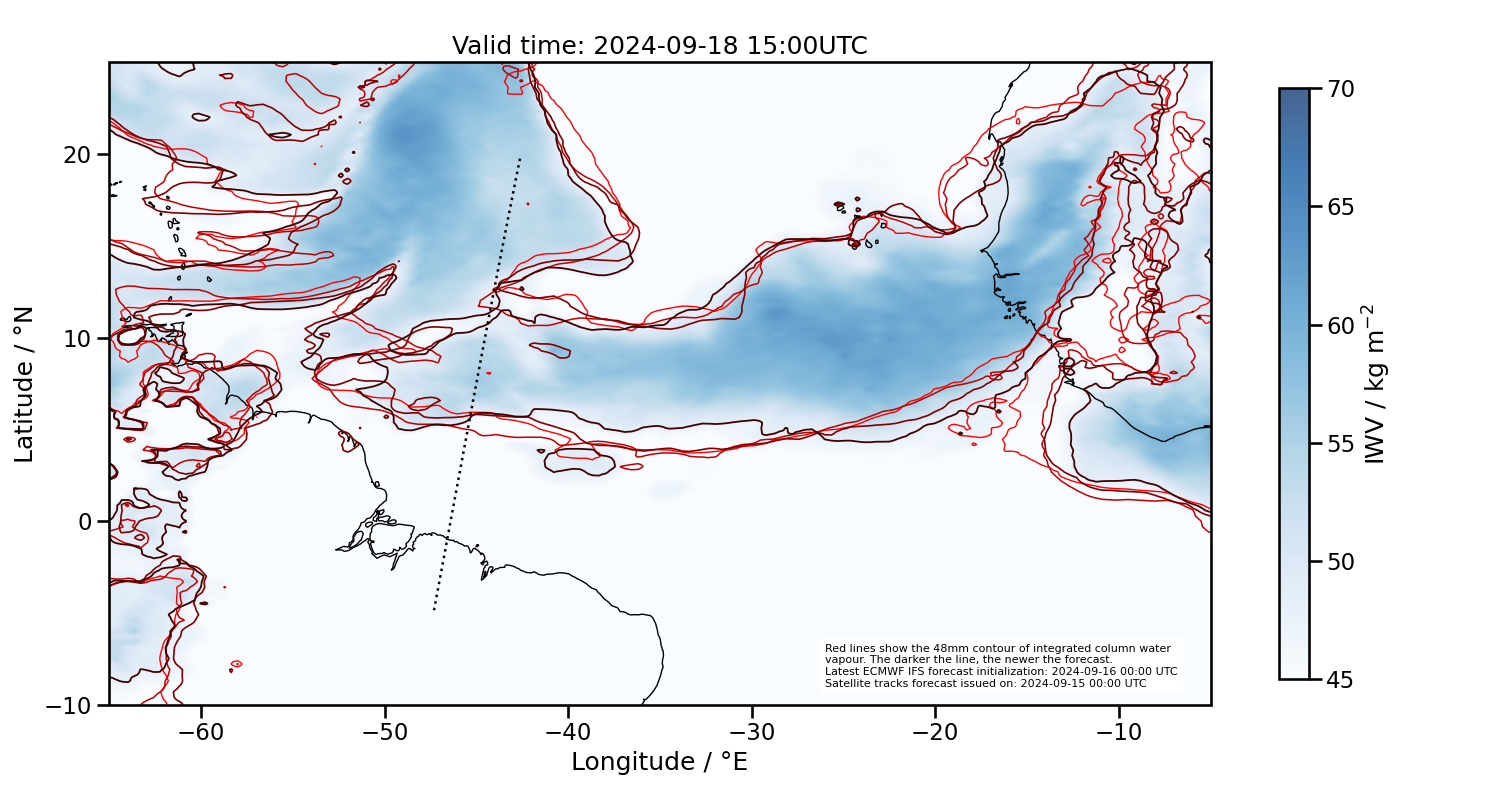 Valid time: 2024-09-18 15:00UTC
20
10
0
−10
Latitude / °N
−60
−50
−40
−30
−20
−10
Longitude / °E
Red lines show the 48mm contour of integrated column water
vapour. The darker the line, the newer the forecast.
Latest ECMWF IFS forecast initialization: 2024-09-16 00:00 UTC
Satellite tracks forecast issued on: 2024-09-15 00:00 UTC
70
65
60
55
50
45
IWV / kg m⁻²